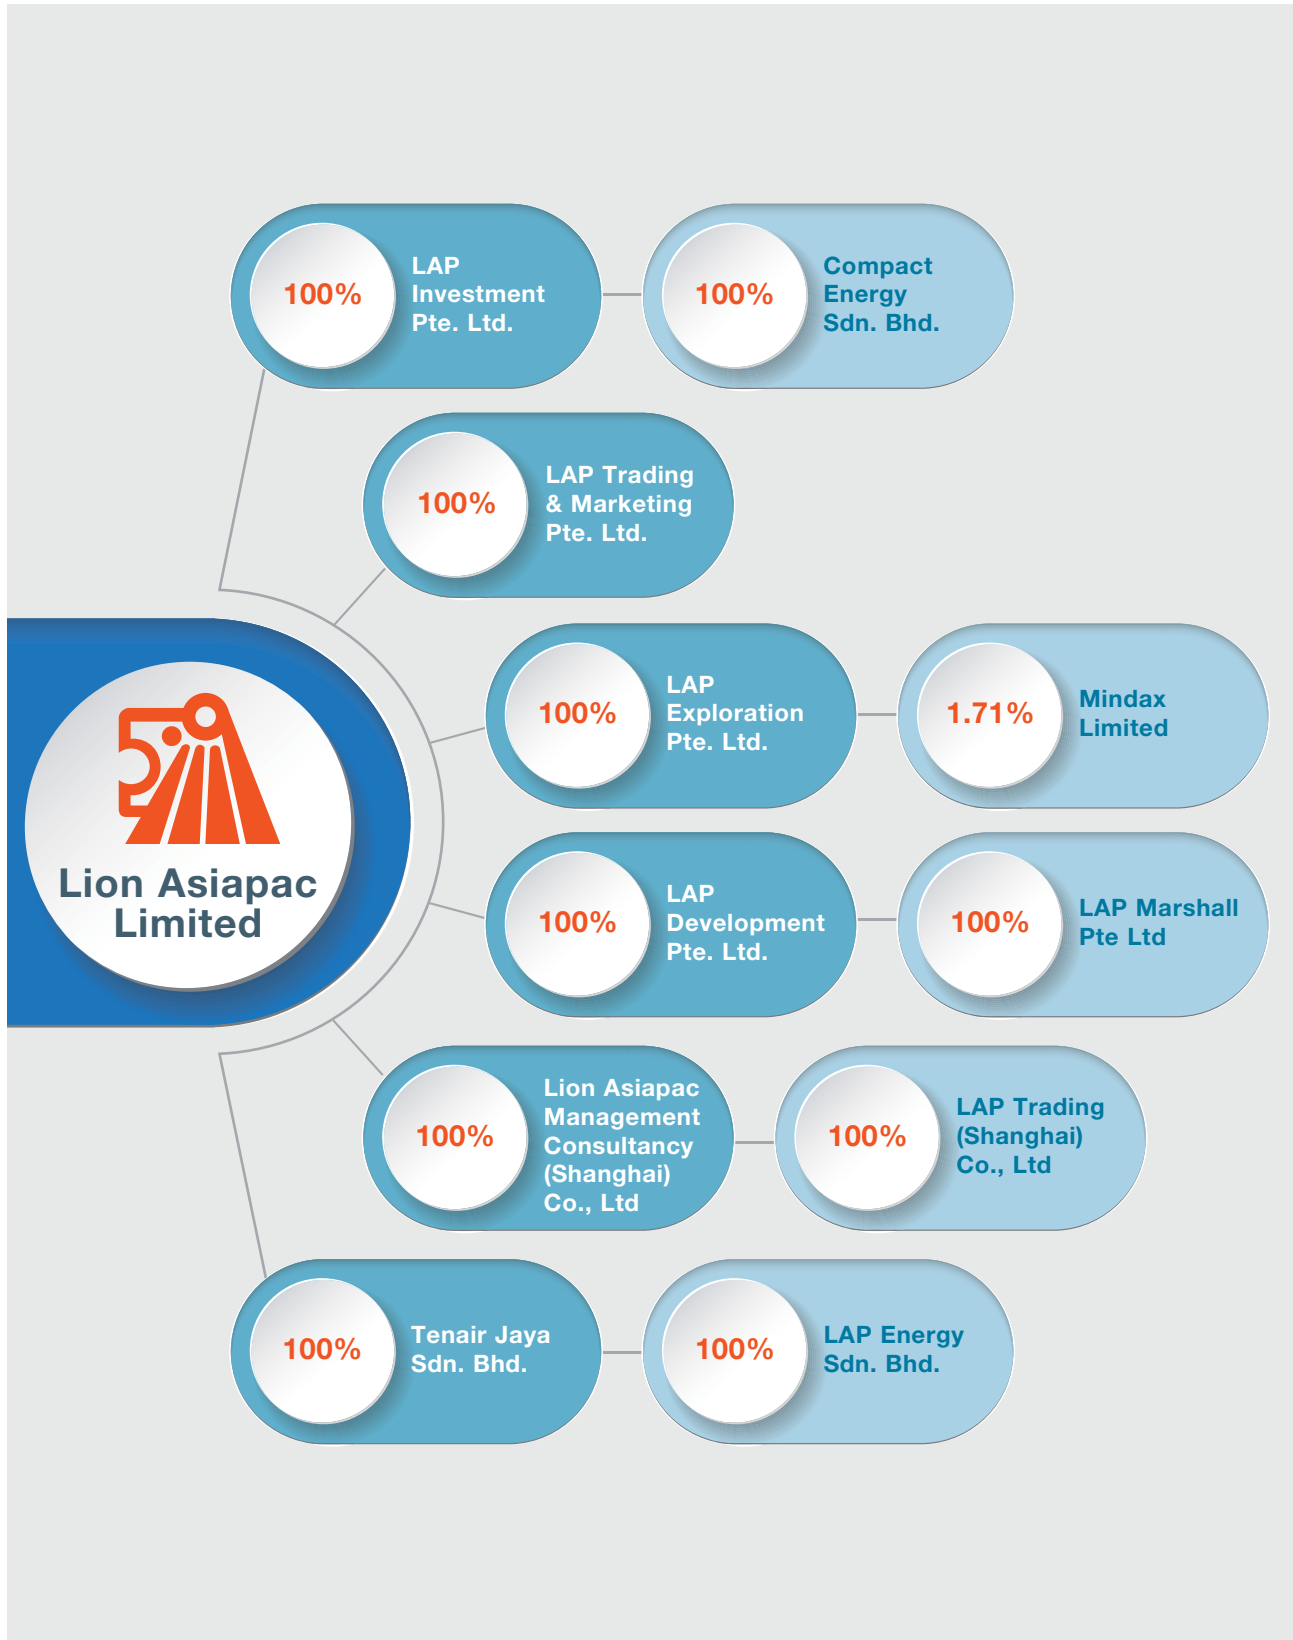 100%
LAP
Investment
Pte. Ltd.
100%
Compact
Energy
Sdn. Bhd.
100%
LAP Trading
& Marketing
Pte. Ltd.
100%
LAP
Exploration
Pte. Ltd.
1.71%
Mindax
Limited
Lion Asiapac
Limited
100%
LAP
Development
Pte. Ltd.
100%
LAP Marshall
Pte Ltd
100%
Lion Asiapac
Management
Consultancy
(Shanghai)
Co., Ltd
100%
LAP Trading
(Shanghai)
Co., Ltd
100%
Tenair Jaya
Sdn. Bhd.
100%
LAP Energy
Sdn. Bhd.